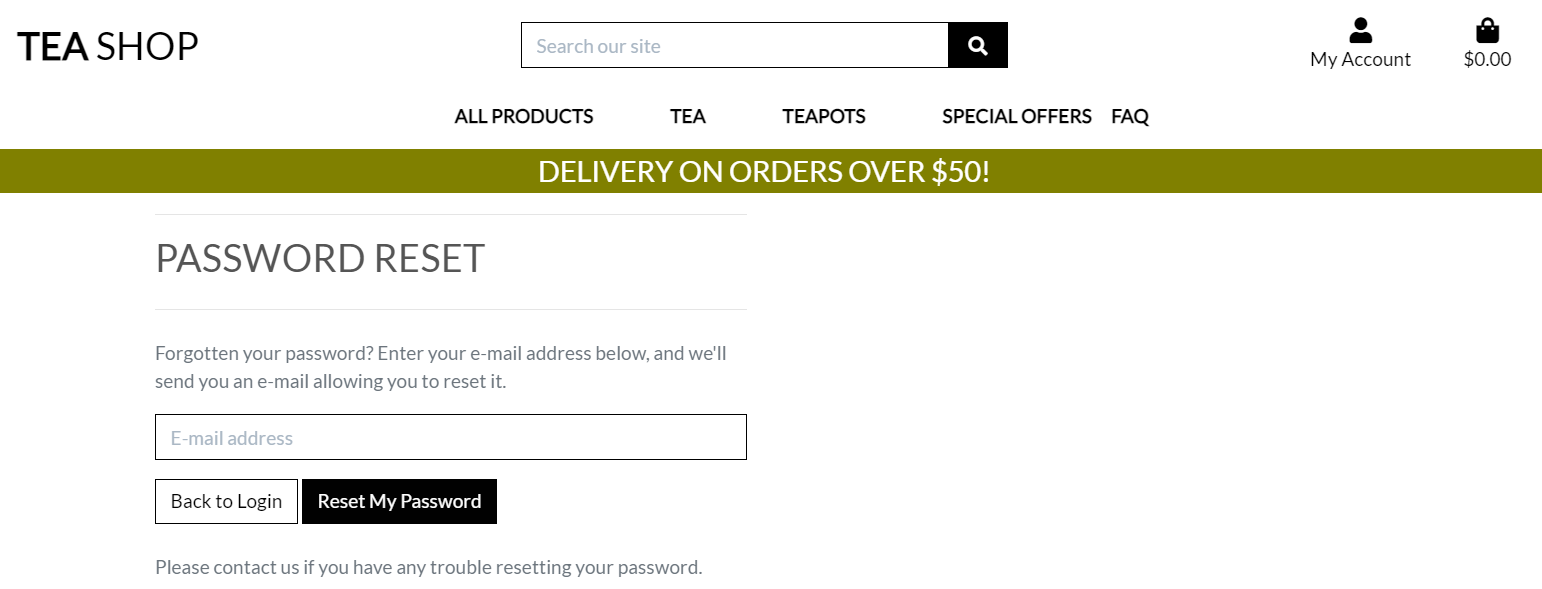 TEA SHOP
Search our site
My Account
$0.00
ALL PRODUCTS TEA TEAPOTS SPECIAL OFFERS FAQ
DELIVERY ON ORDERS OVER $50!
PASSWORD RESET
Forgotten your password? Enter your e-mail address below, and we'll
send you an e-mail allowing you to reset it.
E-mail address
Back to Login Reset My Password
Please contact us if you have any trouble resetting your password.